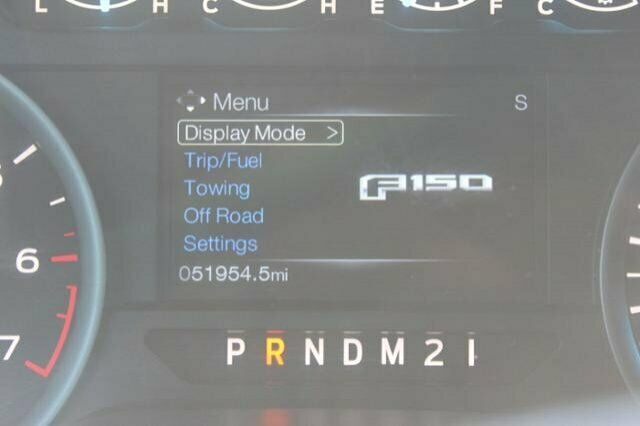 L H C H E F C
Menu S
Display Mode >
Trip/Fuel
Towing
F150
Off Road
Settings
051954.5mi
6
7
P R N D M 2 1